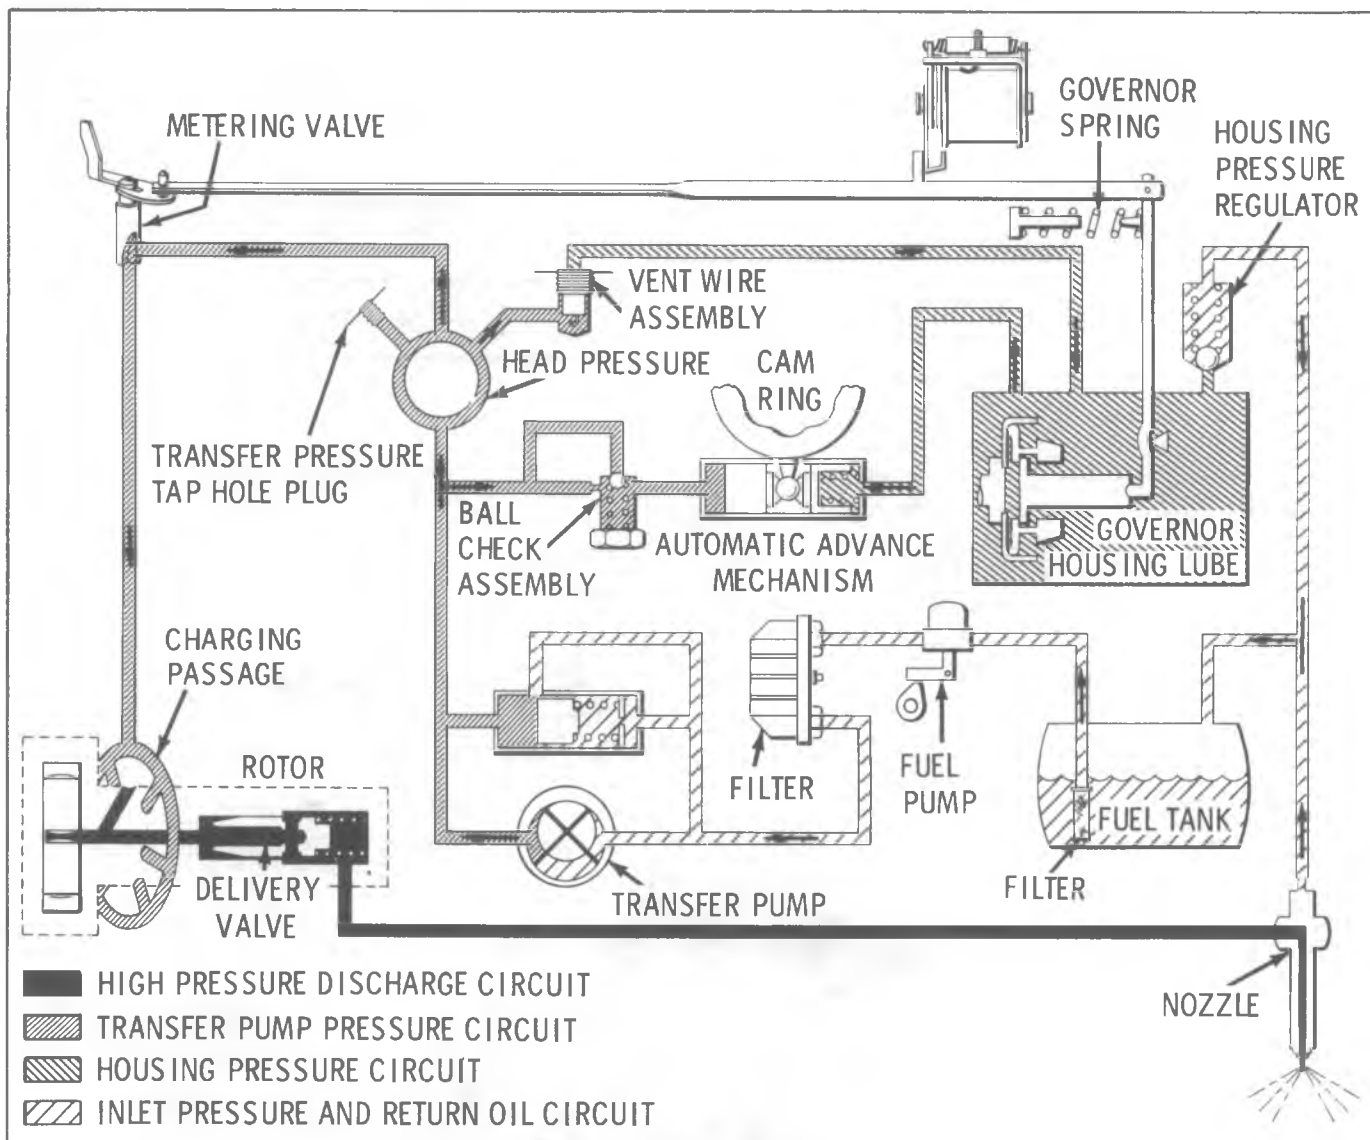 GOVERNOR
SPRING
HOUSING
PRESSURE
REGULATOR
METERING VALVE
VENT WIRE
ASSEMBLY
HEAD PRESSURE
CAM
RING
TRANSFER PRESSURE
TAP HOLE PLUG
BALL
CHECK
ASSEMBLY
AUTOMATIC ADVANCE
MECHANISM
GOVERNOR
HOUSING LUBE
CHARGING
PASSAGE
ROTOR
FILTER
FUEL
PUMP
FUEL TANK
FILTER
DELIVERY
VALVE
TRANSFER PUMP
NOZZLE
HIGH PRESSURE DISCHARGE CIRCUIT
TRANSFER PUMP PRESSURE CIRCUIT
HOUSING PRESSURE CIRCUIT
INLET PRESSURE AND RETURN OIL CIRCUIT